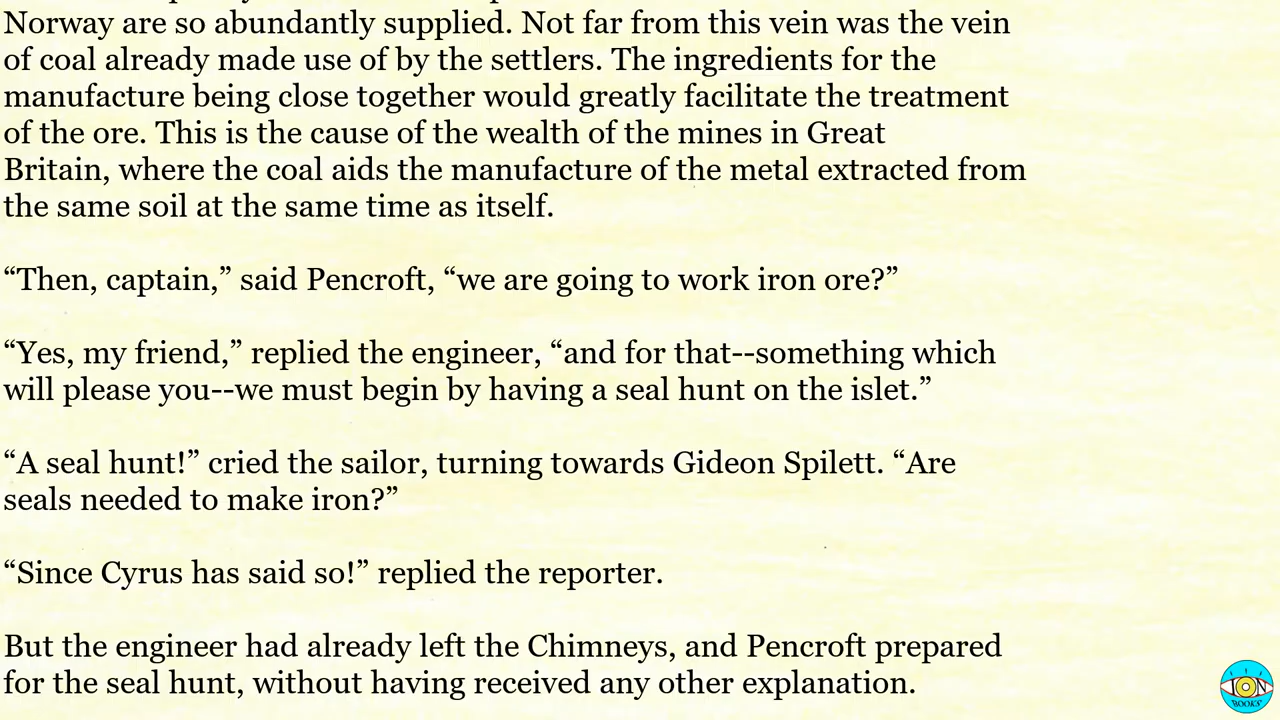 Norway are so abundantly supplied. Not far from this vein was the vein
of coal already made use of by the settlers. The ingredients for the
manufacture being close together would greatly facilitate the treatment
of the ore. This is the cause of the wealth of the mines in Great
Britain, where the coal aids the manufacture of the metal extracted from
the same soil at the same time as itself.
“Then, captain,” said Pencroft, “we are going to work iron ore?”
“Yes, my friend,” replied the engineer, “and for that--something which
will please you--we must begin by having a seal hunt on the islet.”
“A seal hunt!” cried the sailor, turning towards Gideon Spilett. “Are
seals needed to make iron?”
“Since Cyrus has said so!” replied the reporter.
But the engineer had already left the Chimneys, and Pencroft prepared
for the seal hunt, without having received any other explanation.
ION
BOOKS